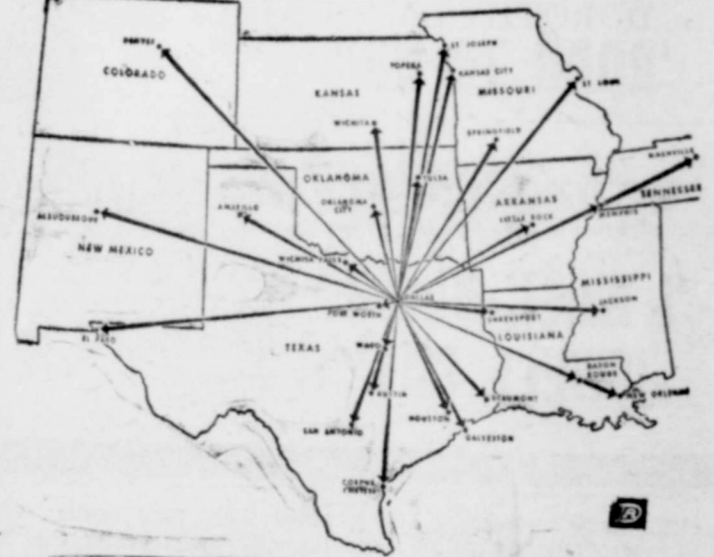 DENVER
COLORADO
KANSAS
TOPEKA
ST JOSEPH
KANSAS CITY
MISSOURI
ST LOUIS
WICHITA
SPRINGFIELD
NASHVILLE
TENNESSEE
OKLAHOMA
TULSA
OKLAHOMA
CITY
ARKANSAS
LITTLE ROCK
MEMPHIS
ALBUQUERQUE
AMARILLO
NEW MEXICO
WICHITA FALLS
MISSISSIPPI
DALLAS
FORT WORTH
SHREVEPORT
JACKSON
LOUISIANA
EL PASO
TEXAS
WACO
BATON
ROUGE
AUSTIN
BEAUMONT
NEW ORLEANS
HOUSTON
SAN ANTONIO
GALVESTON
CORPUS
CHRISTI